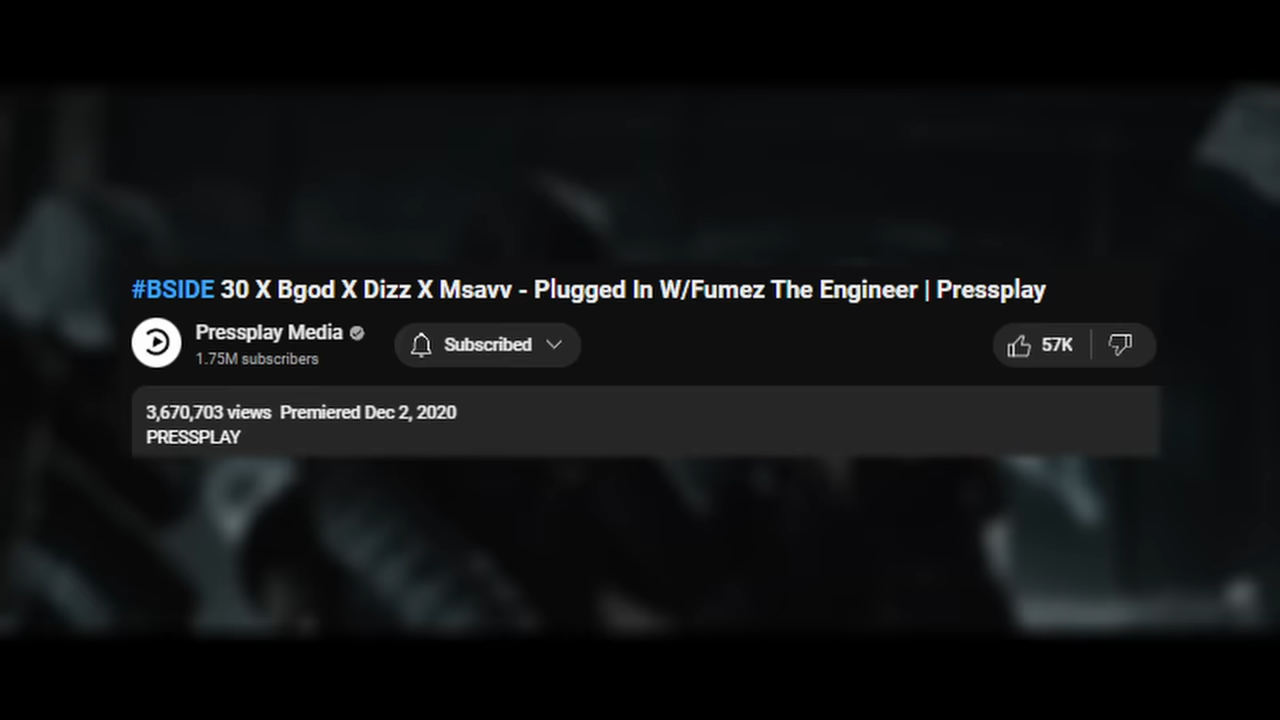 #BSIDE 30 X Bgod X Dizz X Msavv - Plugged In W/Fumez The Engineer | Pressplay
Pressplay Media
1.75M subscribers
Subscribed
57K
3,670,703 views Premiered Dec 2, 2020
PRESSPLAY